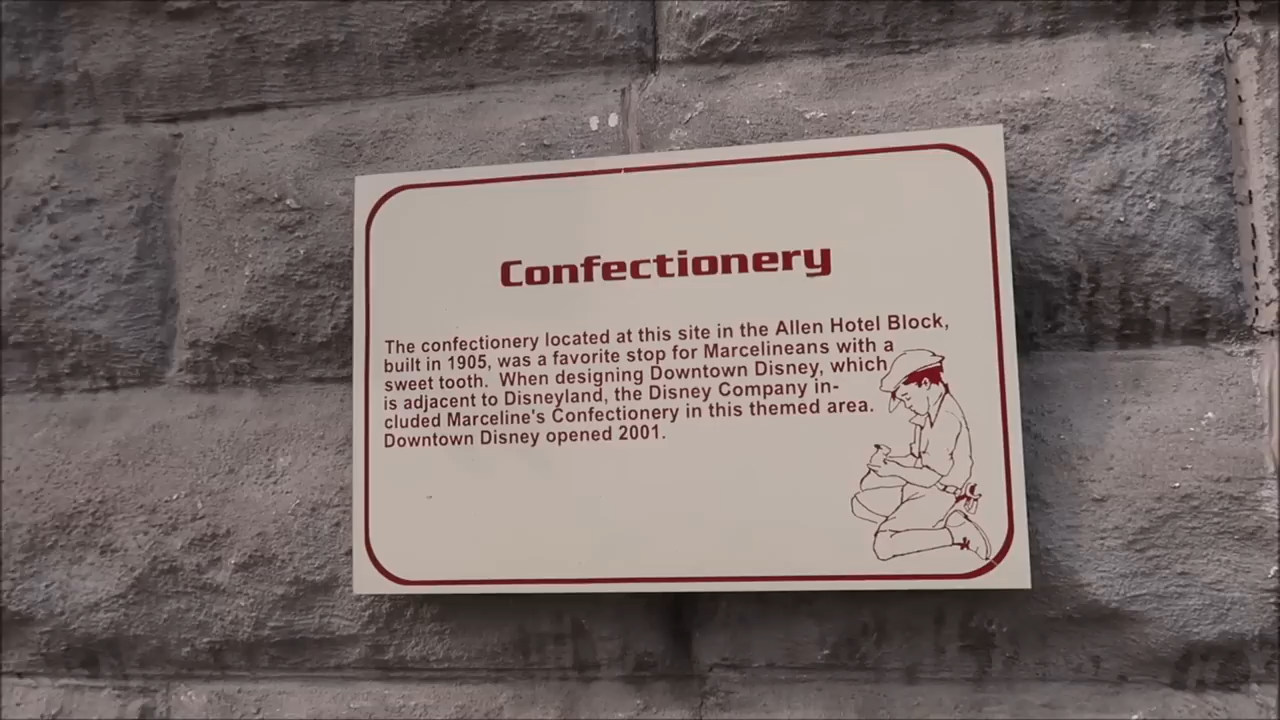 Confectionery
The confectionery located at this site in the Allen Hotel Block,
built in 1905, was a favorite stop for Marcelineans with a
sweet tooth.  When designing Downtown Disney, which
is adjacent to Disneyland, the Disney Company in-
cluded Marceline's Confectionery in this themed area.
Downtown Disney opened 2001.